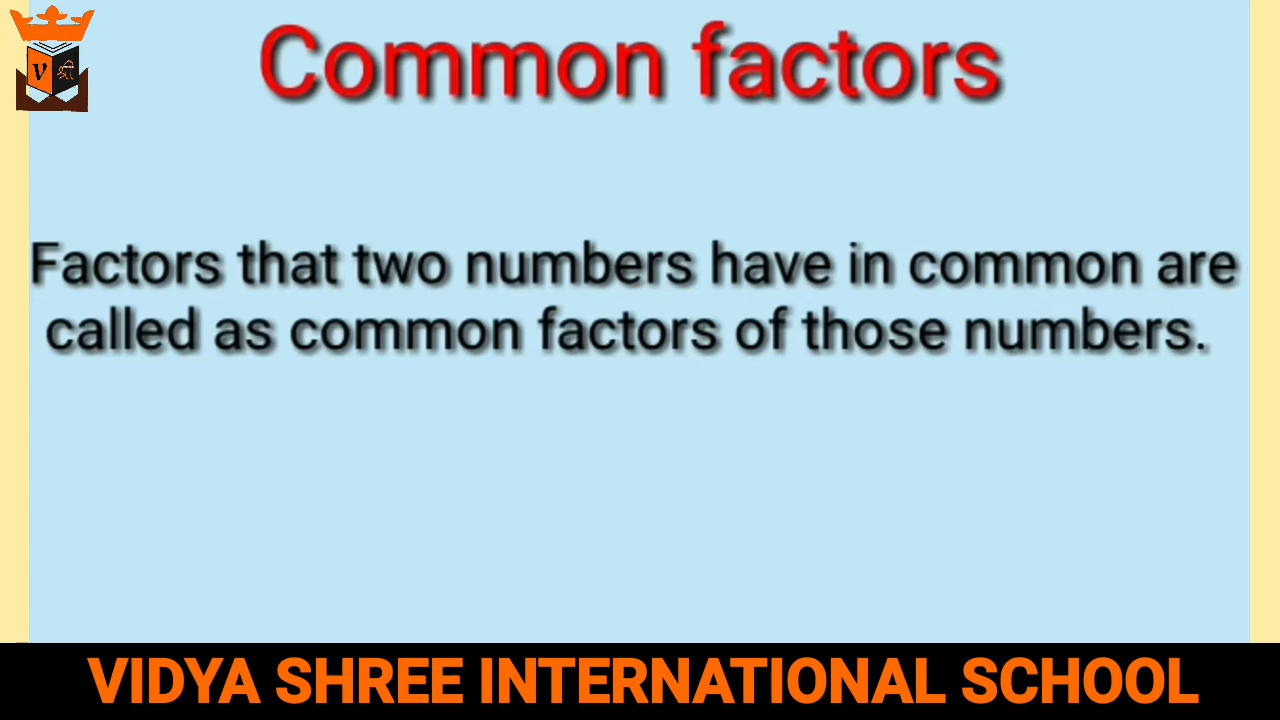 Common factors
V श्री
Factors that two numbers have in common are
called as common factors of those numbers.
VIDYA SHREE INTERNATIONAL SCHOOL